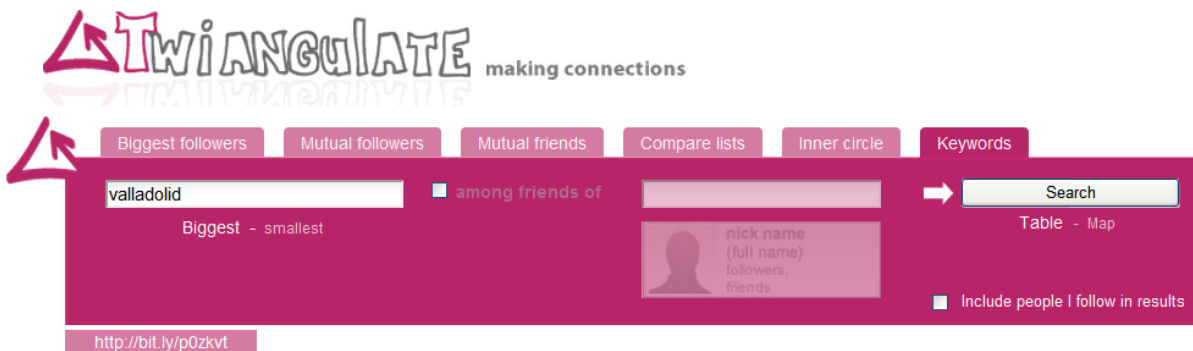 TWiANGULATE making connections
Biggest followers Mutual followers Mutual friends Compare lists Inner circle Keywords
valladolid among friends of Search
Biggest - smallest Table - Map
nick name
(full name)
followers,
friends
Include people I follow in results
http://bit.ly/p0zkvt